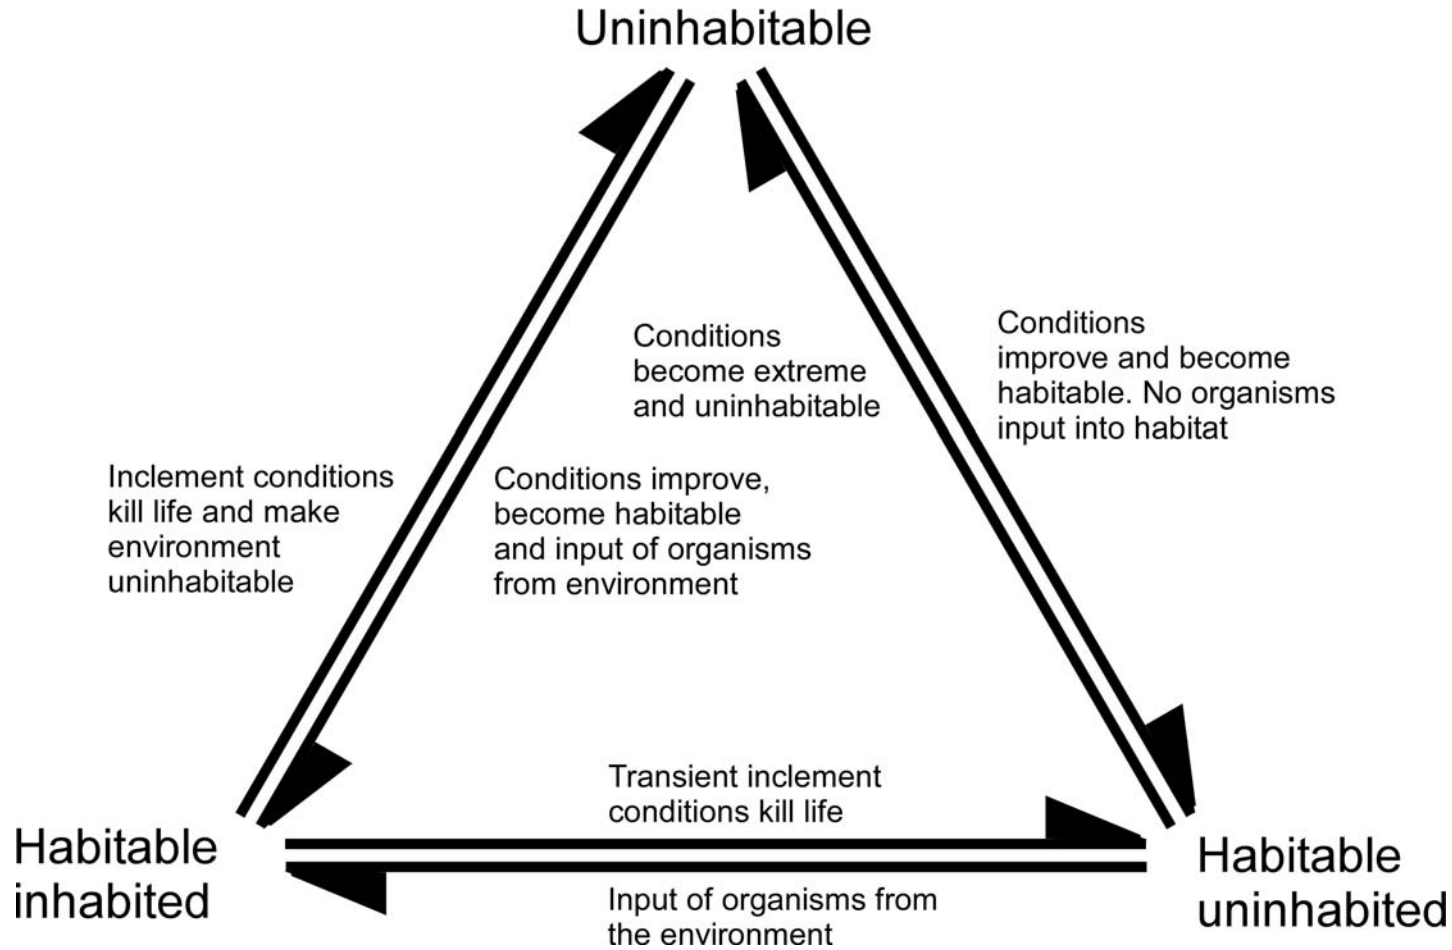 Uninhabitable
Conditions
become extreme
and uninhabitable
Conditions
improve and become
habitable. No organisms
input into habitat
Inclement conditions
kill life and make
environment
uninhabitable
Conditions improve,
become habitable
and input of organisms
from environment
Transient inclement
conditions kill life
Habitable
inhabited
Habitable
uninhabited
Input of organisms from
the environment